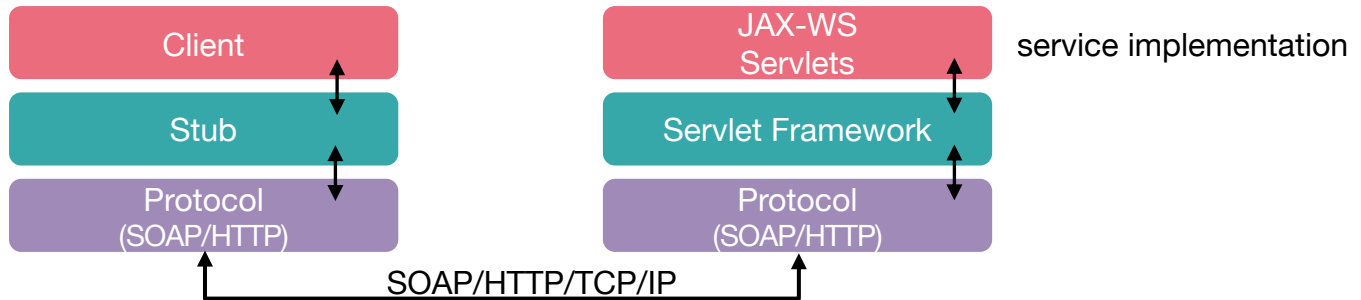 Client
Stub
Protocol
(SOAP/HTTP)
JAX-WS
Servlets
service implementation
Servlet Framework
Protocol
(SOAP/HTTP)
SOAP/HTTP/TCP/IP